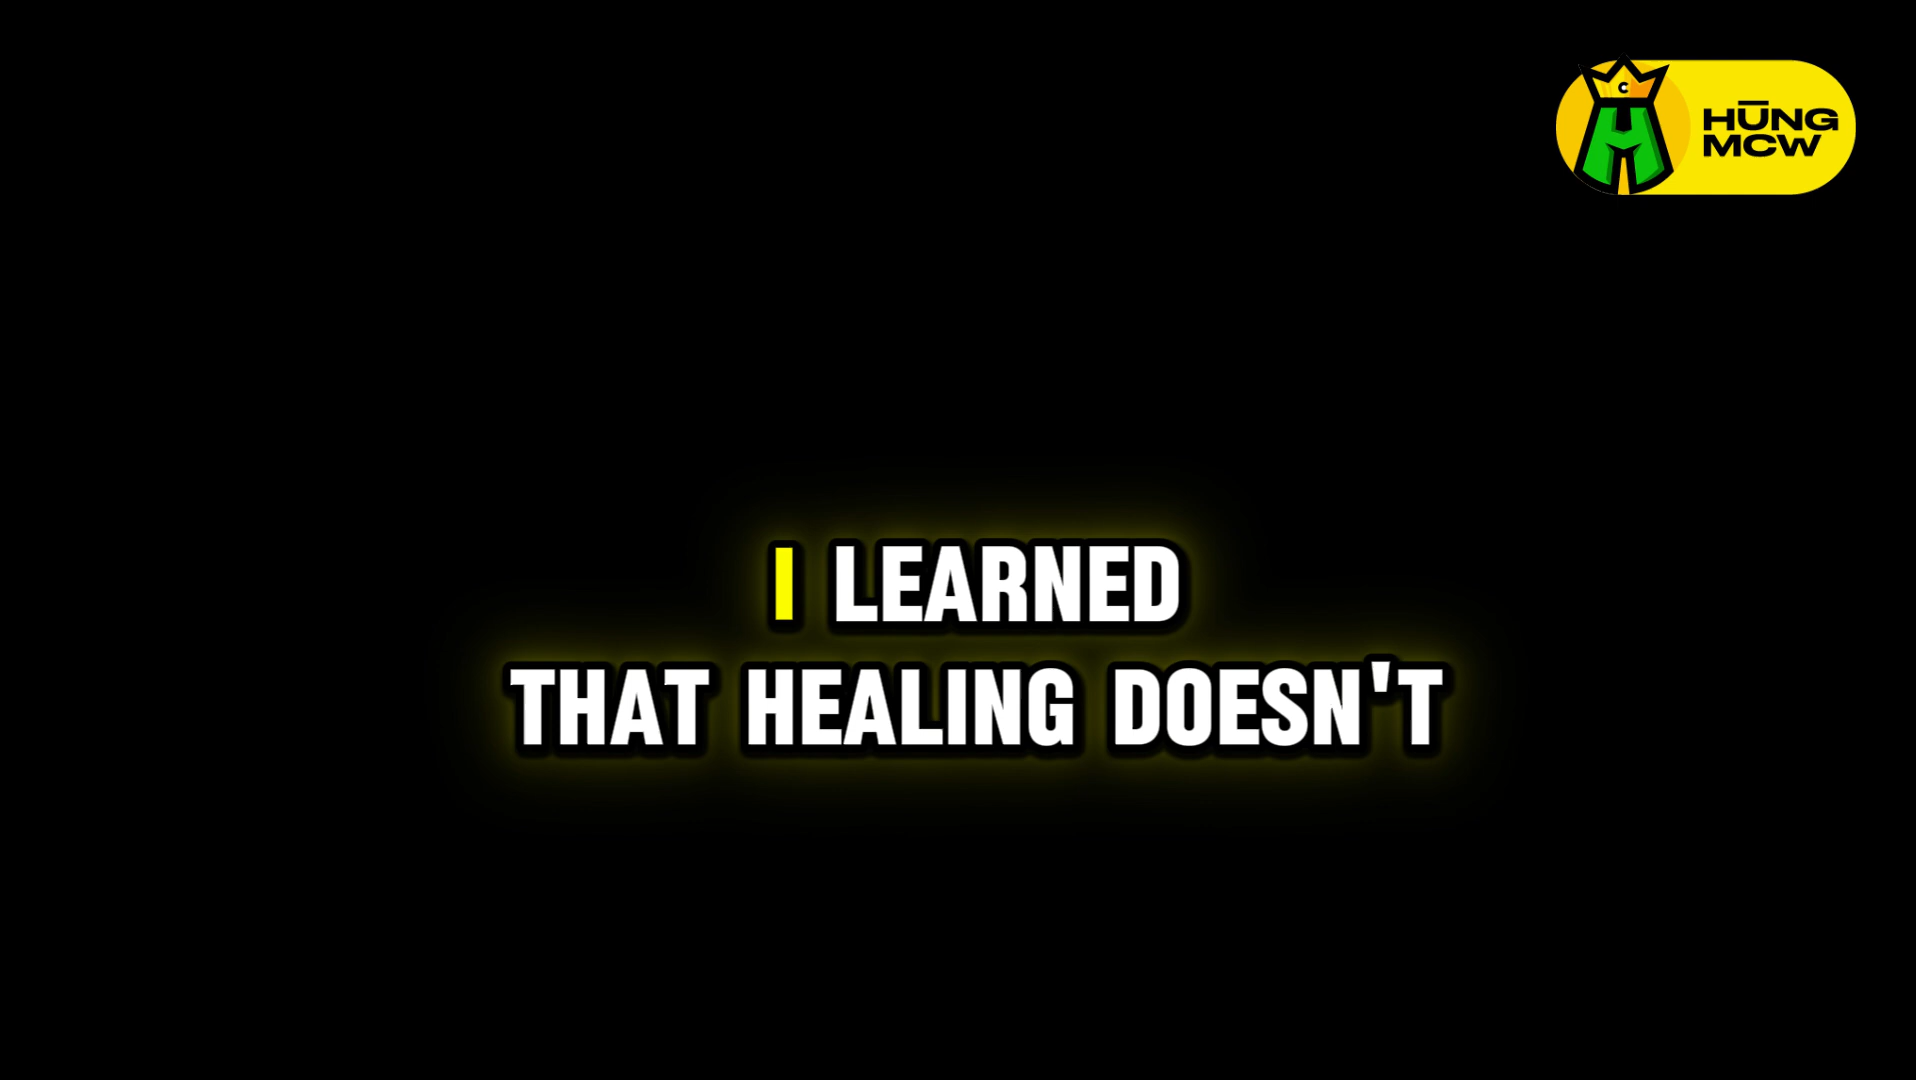 C
HŪNG
MCW
I LEARNED
THAT HEALING DOESN'T